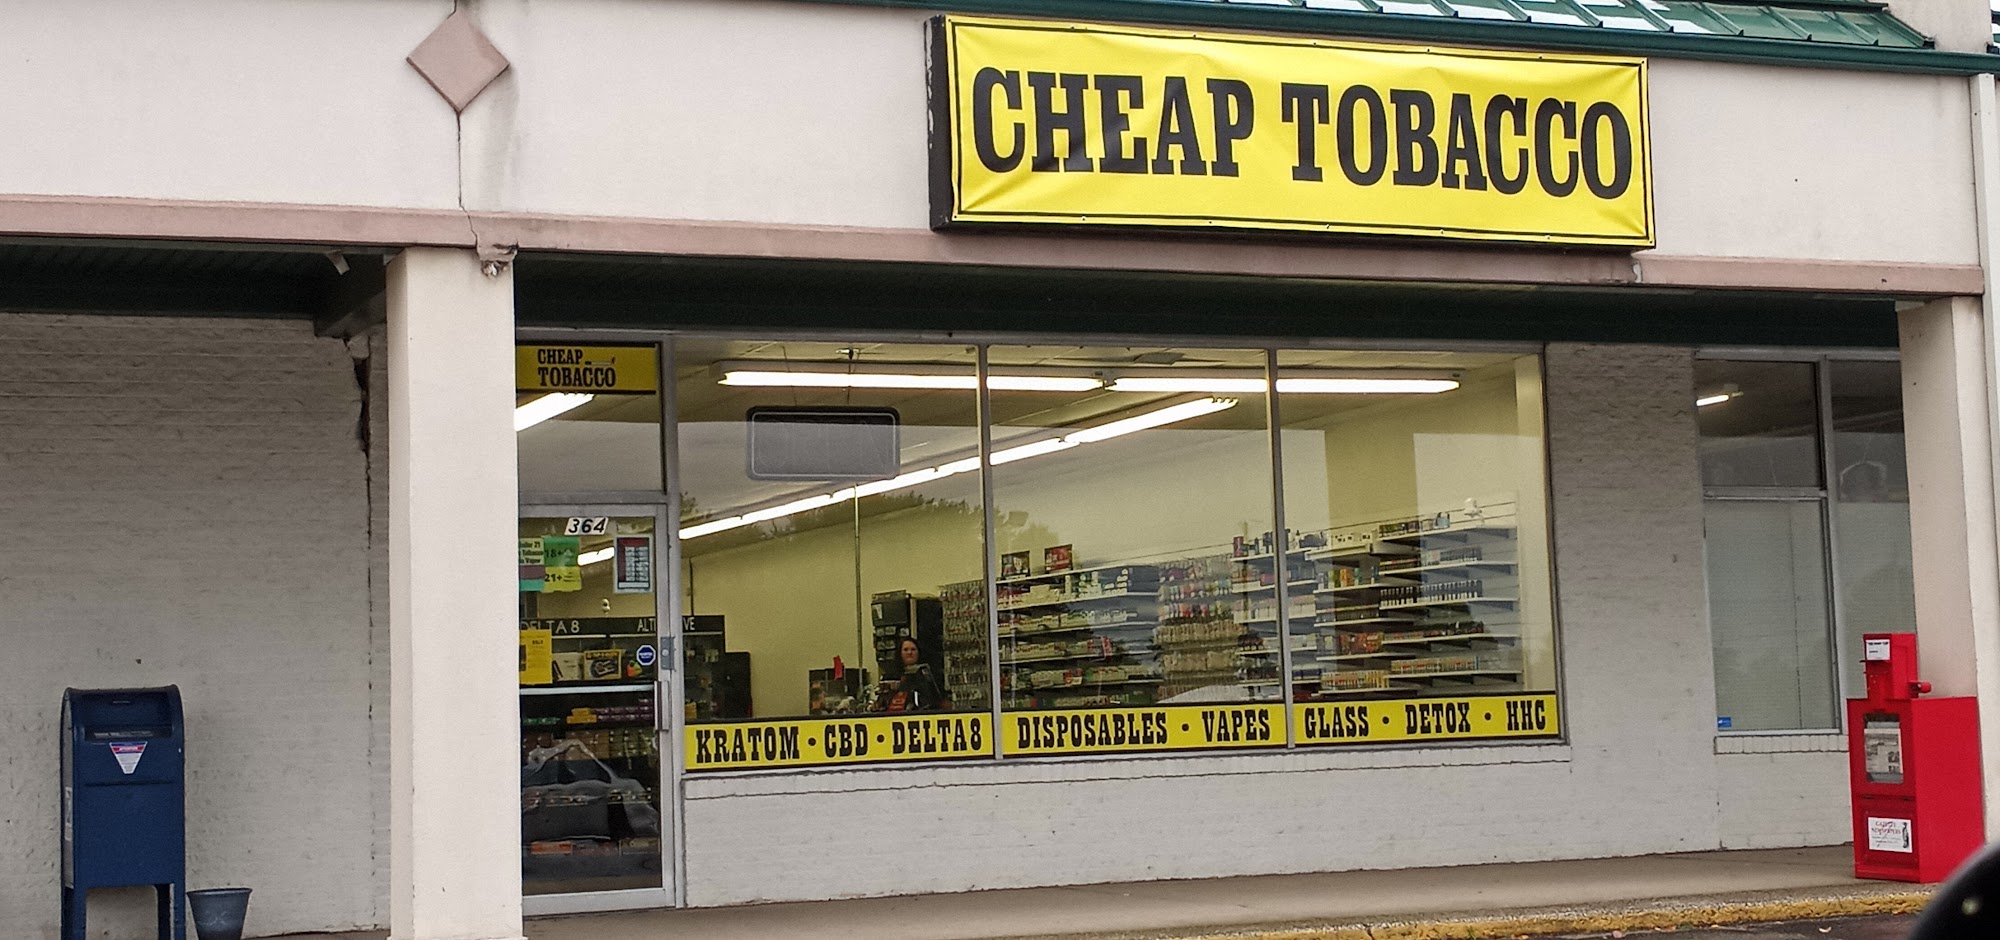 CHEAP TOBACCO
CHEAP
TOBACCO
364
18+
21+
DELTA 8
KRATOM · CBD · DELTA8
DISPOSABLES · VAPES
GLASS · DETOX · HHC